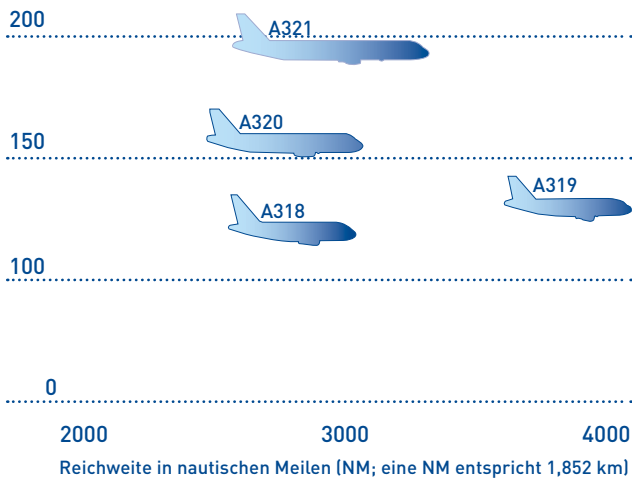 200
A321
A320
150
A319
A318
100
0
2000 3000 4000
Reichweite in nautischen Meilen (NM; eine NM entspricht 1,852 km)